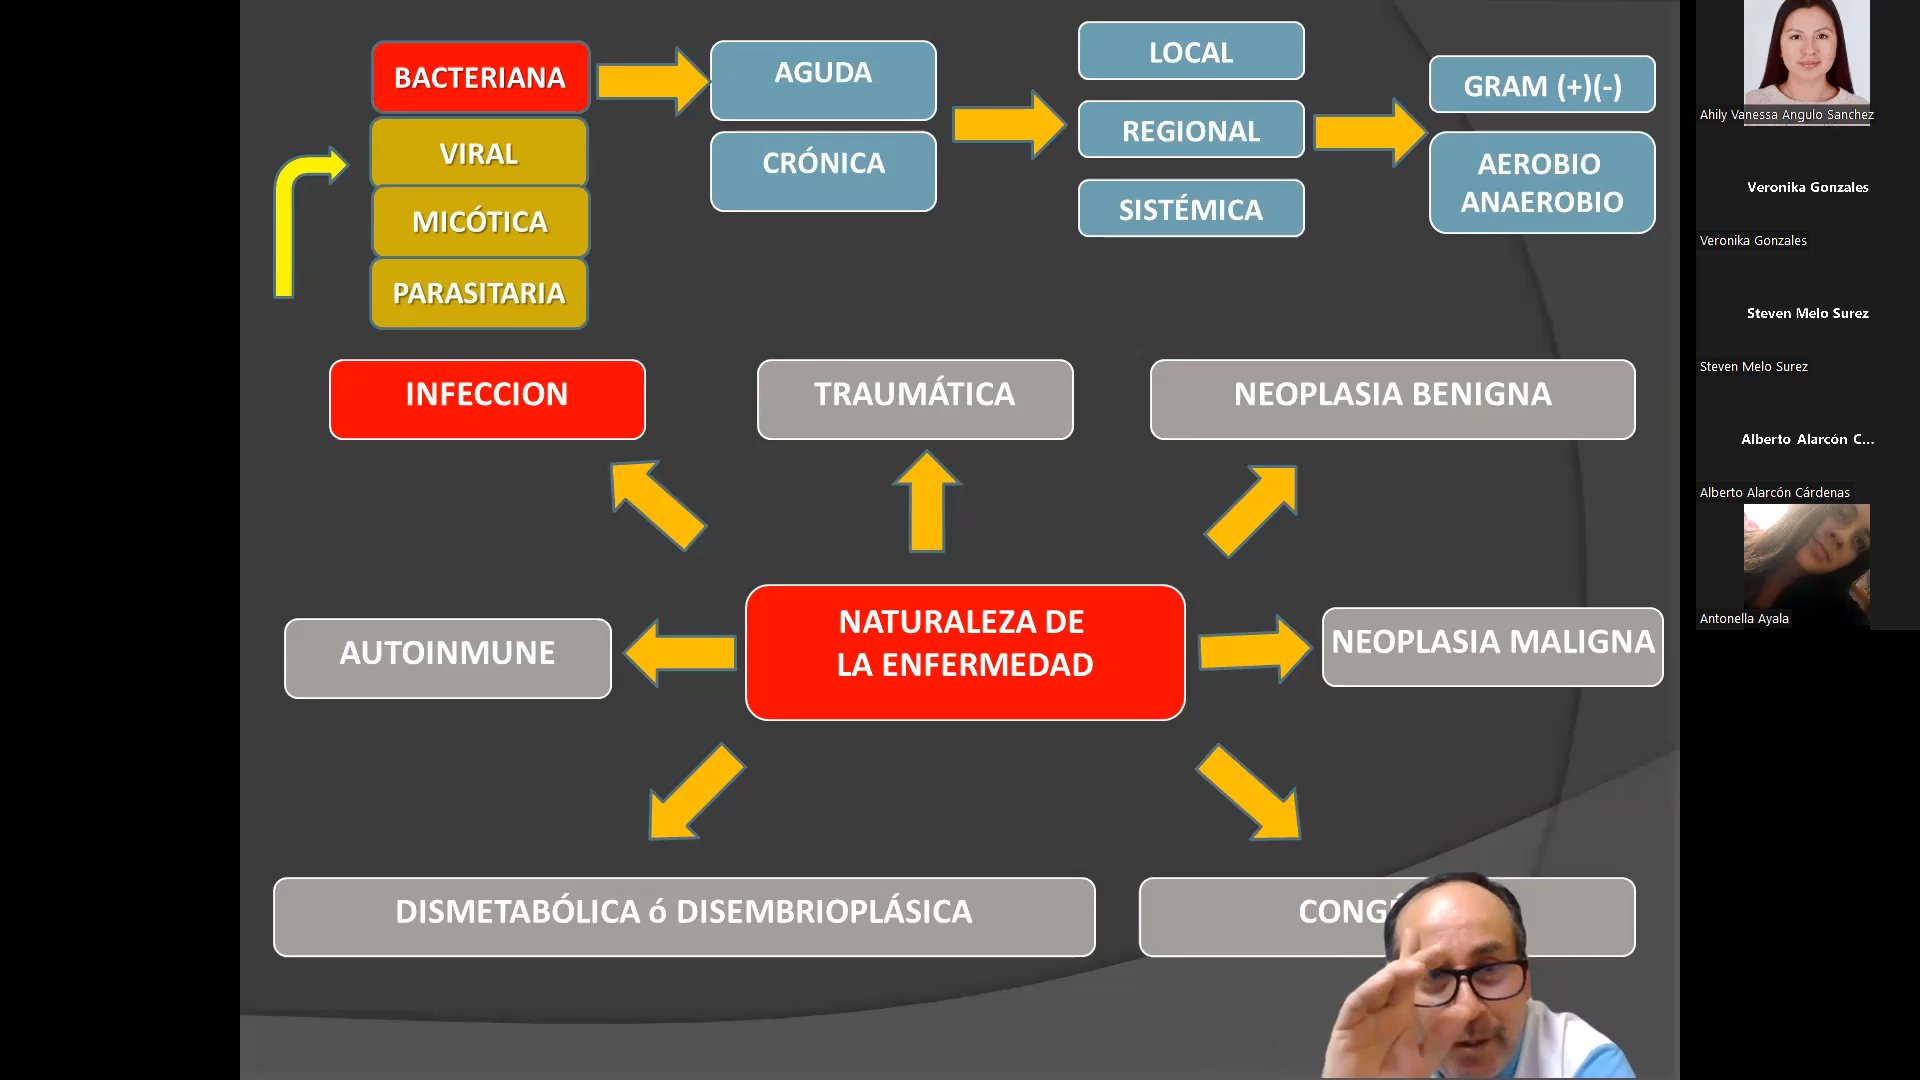 BACTERIANA
VIRAL
MICÓTICA
PARASITARIA
AGUDA
CRÓNICA
LOCAL
REGIONAL
SISTÉMICA
GRAM (+)(-)
AEROBIO
ANAEROBIO
INFECCION
TRAUMÁTICA
NEOPLASIA BENIGNA
AUTOINMUNE
NATURALEZA DE
LA ENFERMEDAD
NEOPLASIA MALIGNA
DISMETABÓLICA ó DISEMBRIOPLÁSICA
Ahily Vanessa Angulo Sanchez
Veronika Gonzales
Veronika Gonzales
Steven Melo Surez
Steven Melo Surez
Alberto Alarcón C...
Alberto Alarcón Cárdenas
Antonella Ayala